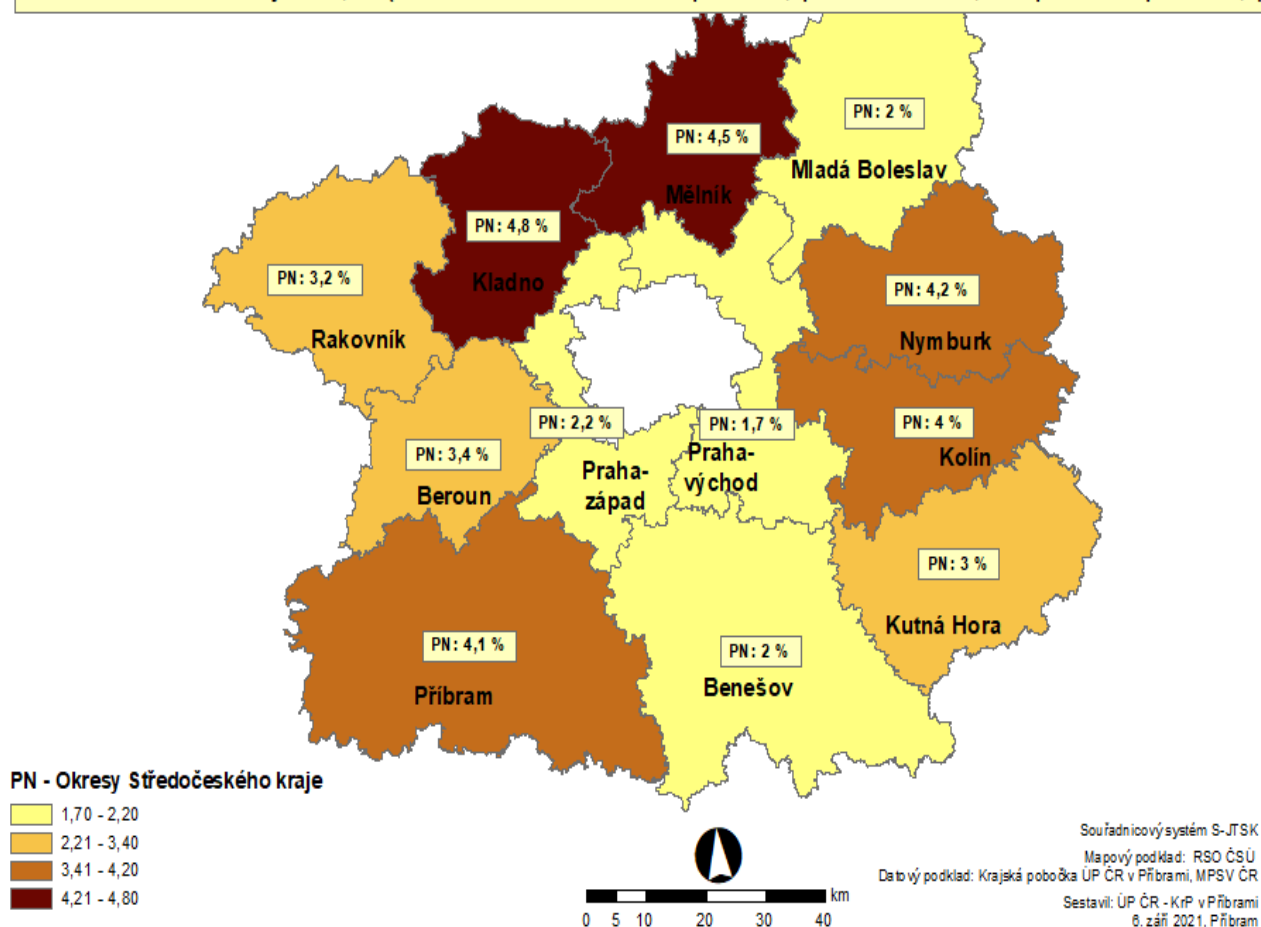 PN: 2 %
Mladá Boleslav
PN: 4,5 %
Mělník
PN: 4,8 %
Kladno
PN: 3,2 %
Rakovník
PN: 4,2 %
Nymburk
PN: 2,2 %
Praha-
západ
PN: 1,7 %
Praha-
východ
PN: 4 %
Kolín
PN: 3,4 %
Beroun
PN: 3 %
Kutná Hora
PN: 4,1 %
Příbram
PN: 2 %
Benešov
PN - Okresy Středočeského kraje
1,70 - 2,20
2,21 - 3,40
3,41 - 4,20
4,21 - 4,80
km
0 5 10 20 30 40
Souřadnicový systém S-JTSK
Mapový podklad: RSO ČSÚ
Datový podklad: Krajská pobočka ÚP ČR v Příbrami, MPSV ČR
Sestavil: ÚP ČR - KrP v Příbrami
6. září 2021, Příbram